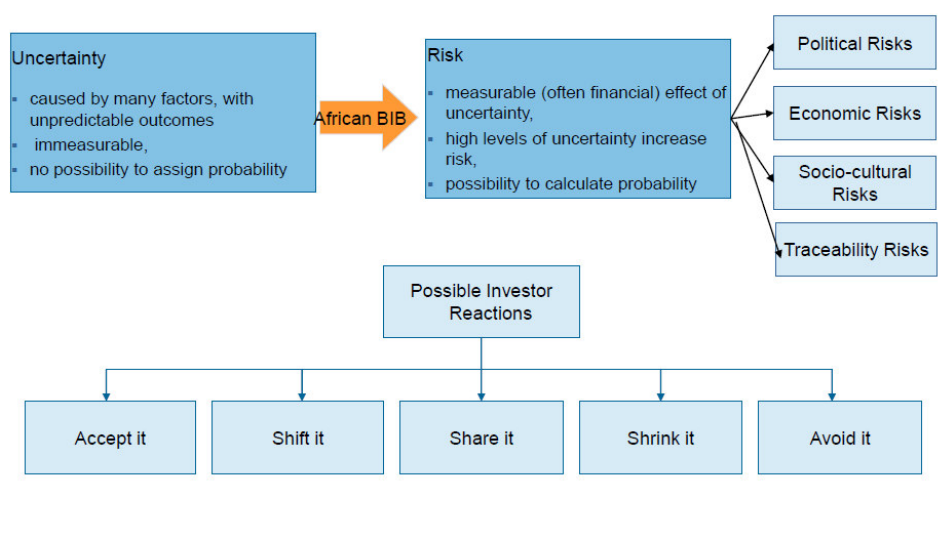 Uncertainty
▪ caused by many factors, with
unpredictable outcomes
▪ immeasurable,
▪ no possibility to assign probability
African BIB
Risk
▪ measurable (often financial) effect of
uncertainty,
▪ high levels of uncertainty increase
risk,
▪ possibility to calculate probability
Political Risks
Economic Risks
Socio-cultural
Risks
Traceability Risks
Possible Investor
Reactions
Accept it
Shift it
Share it
Shrink it
Avoid it